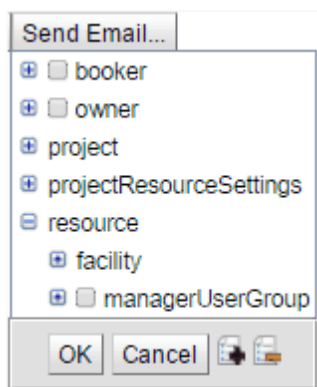 Send Email...
booker
owner
project
projectResourceSettings
resource
facility
managerUserGroup
OK Cancel